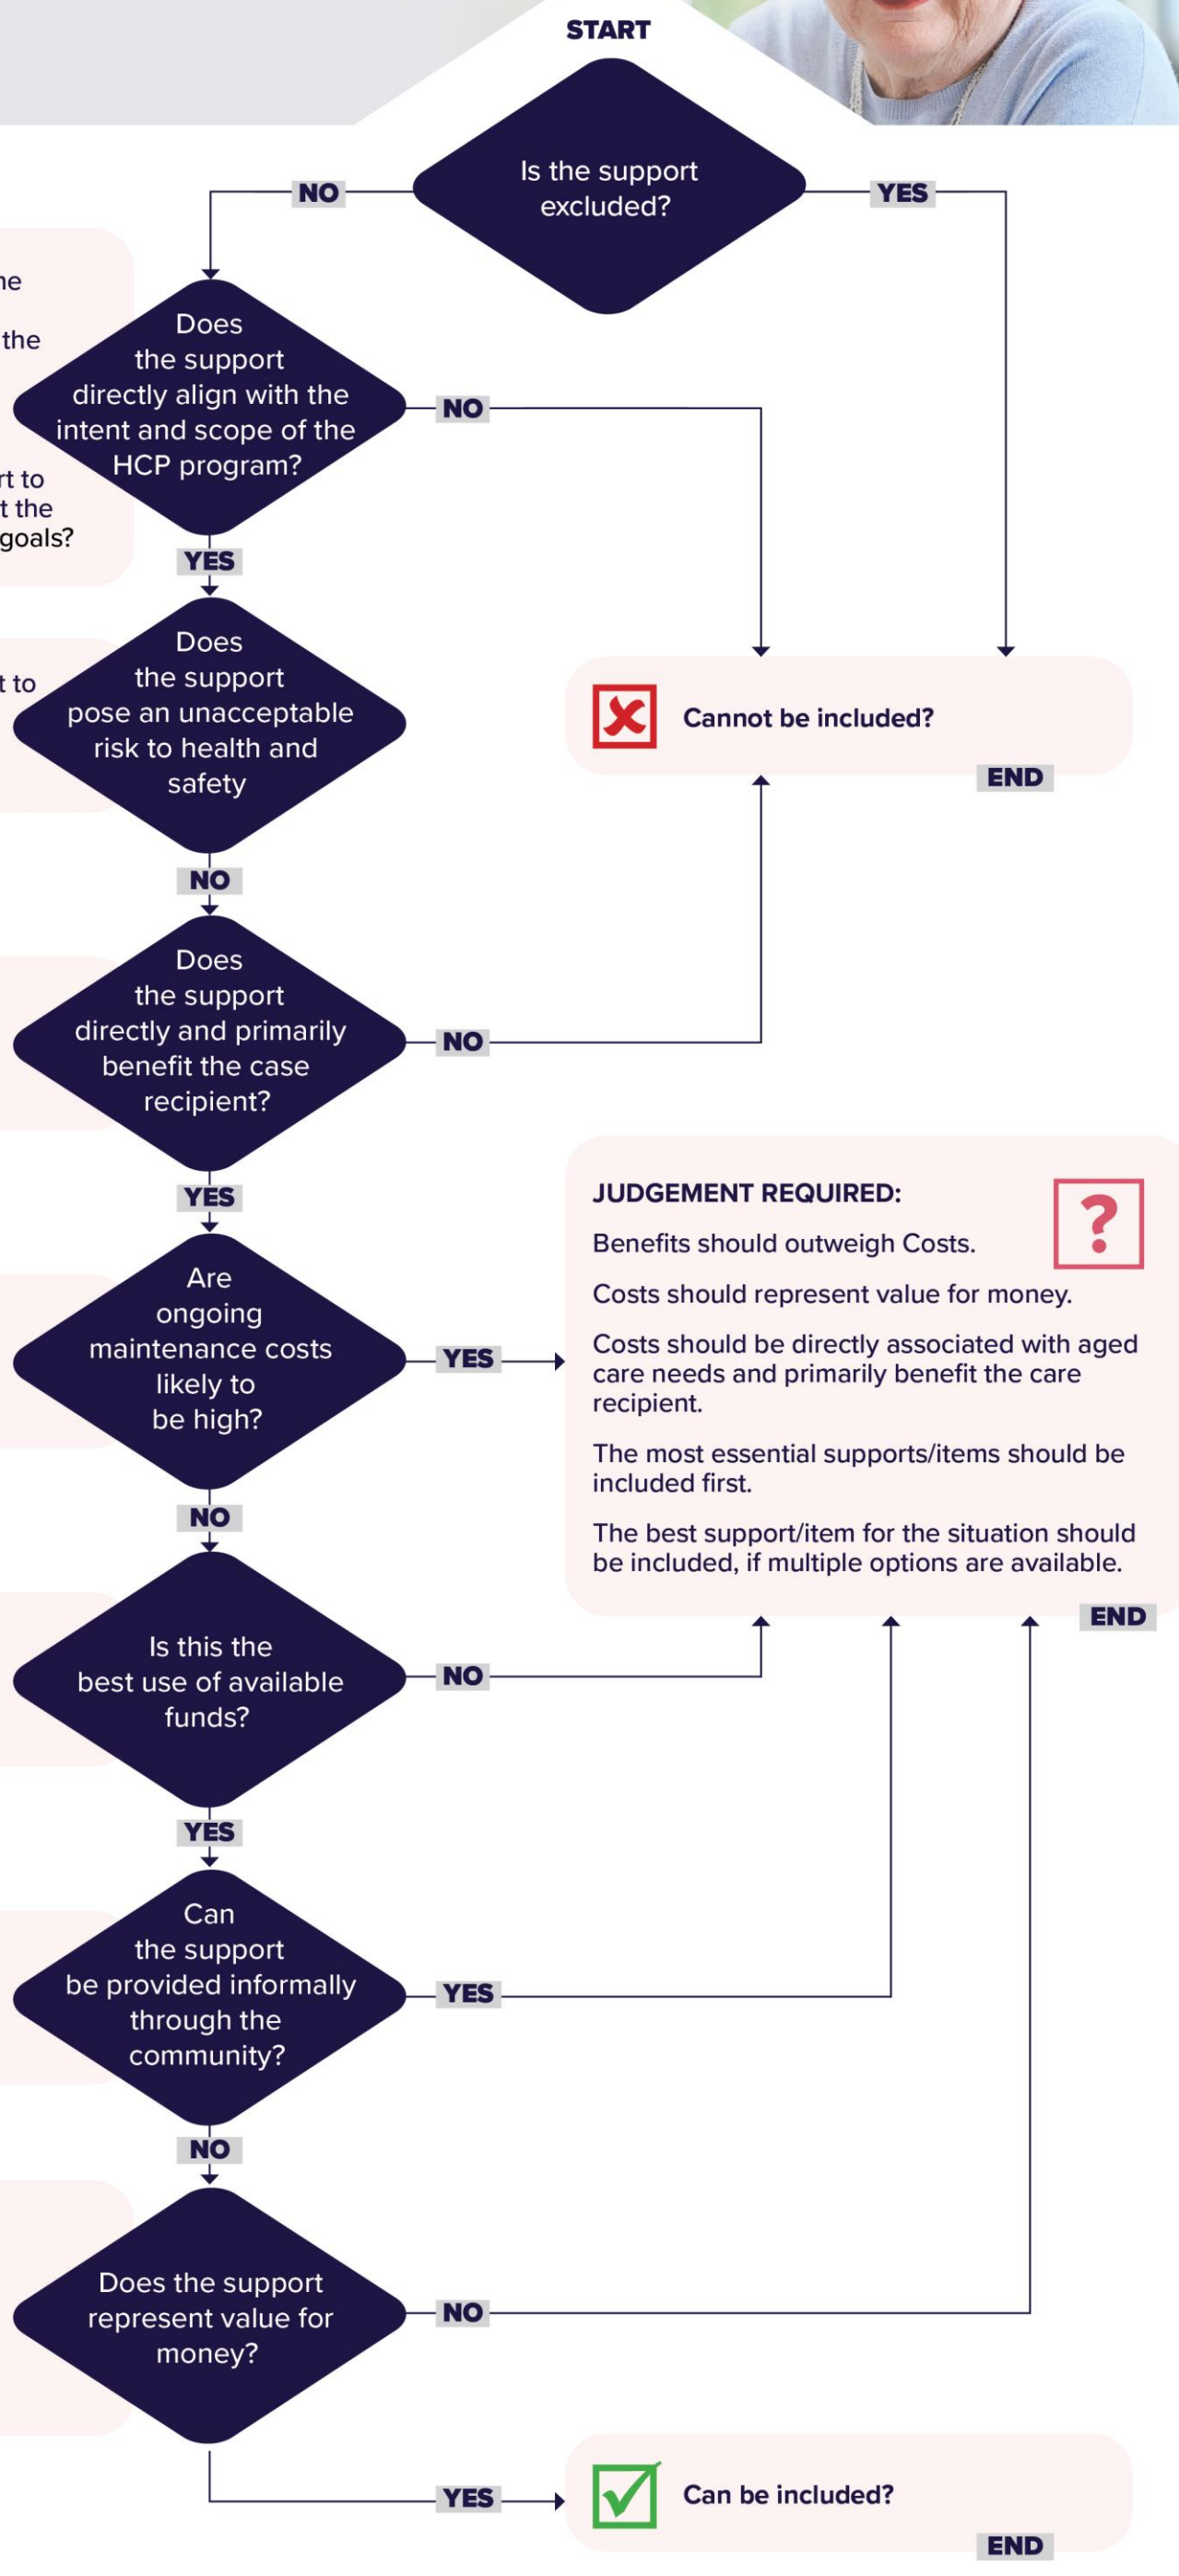 START
Is the support
excluded?
NO
YES
the
rt to
t the
goals?
Does
the support
directly align with the
intent and scope of the
HCP program?
NO
YES
t to
Does
the support
pose an unacceptable
risk to health and
safety
Cannot be included?
END
NO
Does
the support
directly and primarily
benefit the case
recipient?
NO
YES
JUDGEMENT REQUIRED:
?
Benefits should outweigh Costs.
Costs should represent value for money.
Costs should be directly associated with aged
care needs and primarily benefit the care
recipient.
The most essential supports/items should be
included first.
The best support/item for the situation should
be included, if multiple options are available.
END
Are
ongoing
maintenance costs
likely to
be high?
YES
NO
Is this the
best use of available
funds?
NO
YES
Can
the support
be provided informally
through the
community?
YES
NO
Does the support
represent value for
money?
NO
YES
Can be included?
END